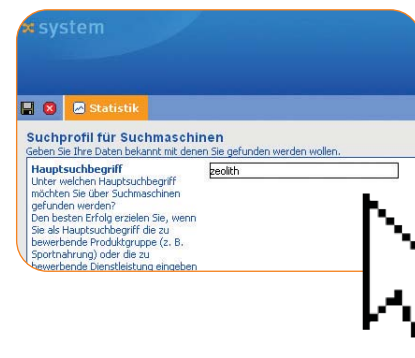 system
Statistik
Suchprofil für Suchmaschinen
Geben Sie Ihre Daten bekannt mit denen Sie gefunden werden wollen.
Hauptsuchbegriff
zeolith
Unter welchen Hauptsuchbegriff
möchten Sie über Suchmaschinen
gefunden werden?
Den besten Erfolg erzielen Sie, wenn
Sie als Hauptsuchbegriff die zu
bewerbende Produktgruppe (z. B.
Sportnahrung) oder die zu
bewerbende Dienstleistung eingeben